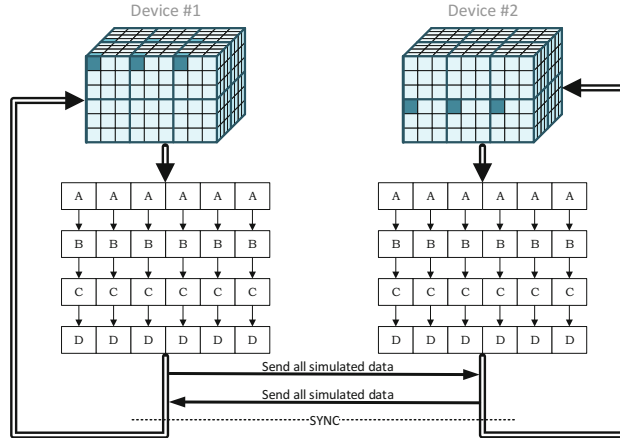 Device #1 Device #2
A A A A A A A A A A A A
B B B B B B B B B B B B
C C C C C C C C C C C C
D D D D D D D D D D D D
Send all simulated data
Send all simulated data
SYNC